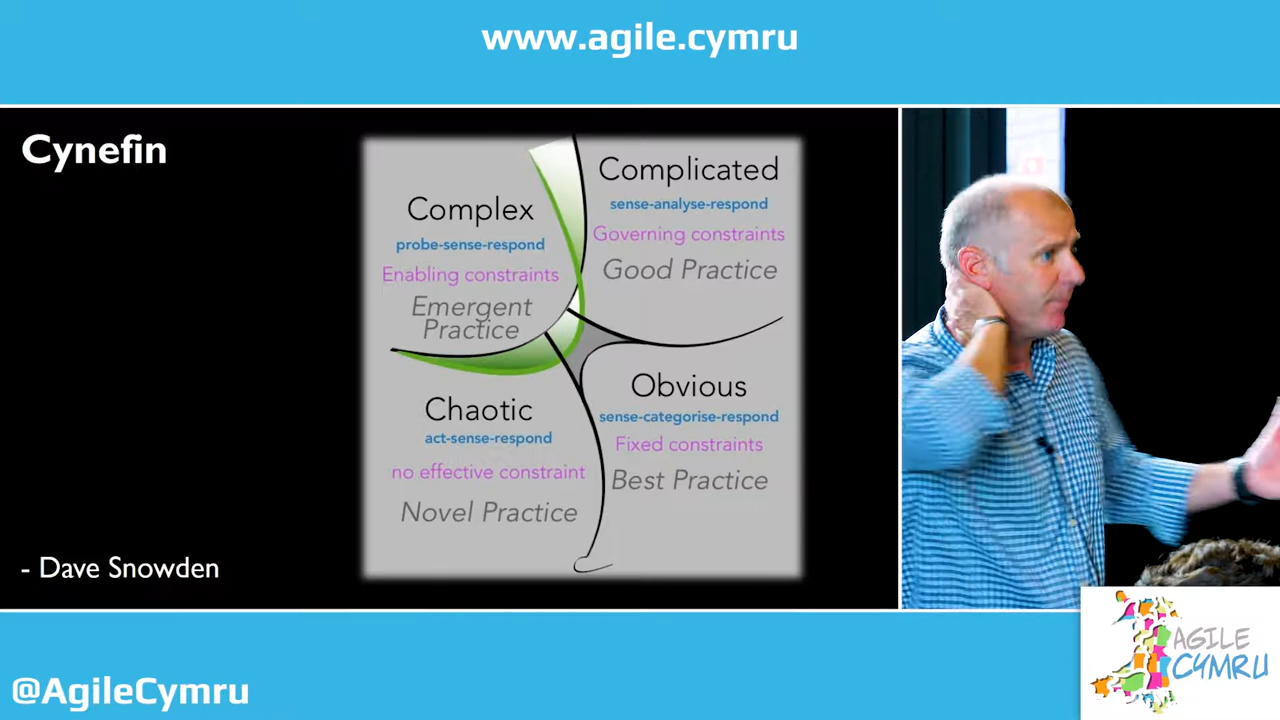 www.agile.cymru
Cynefin
Complex
probe-sense-respond
Enabling constraints
Emergent
Practice
Complicated
sense-analyse-respond
Governing constraints
Good Practice
Chaotic
act-sense-respond
no effective constraint
Novel Practice
Obvious
sense-categorise-respond
Fixed constraints
Best Practice
- Dave Snowden
@AgileCymru
AGILE
CYMRU